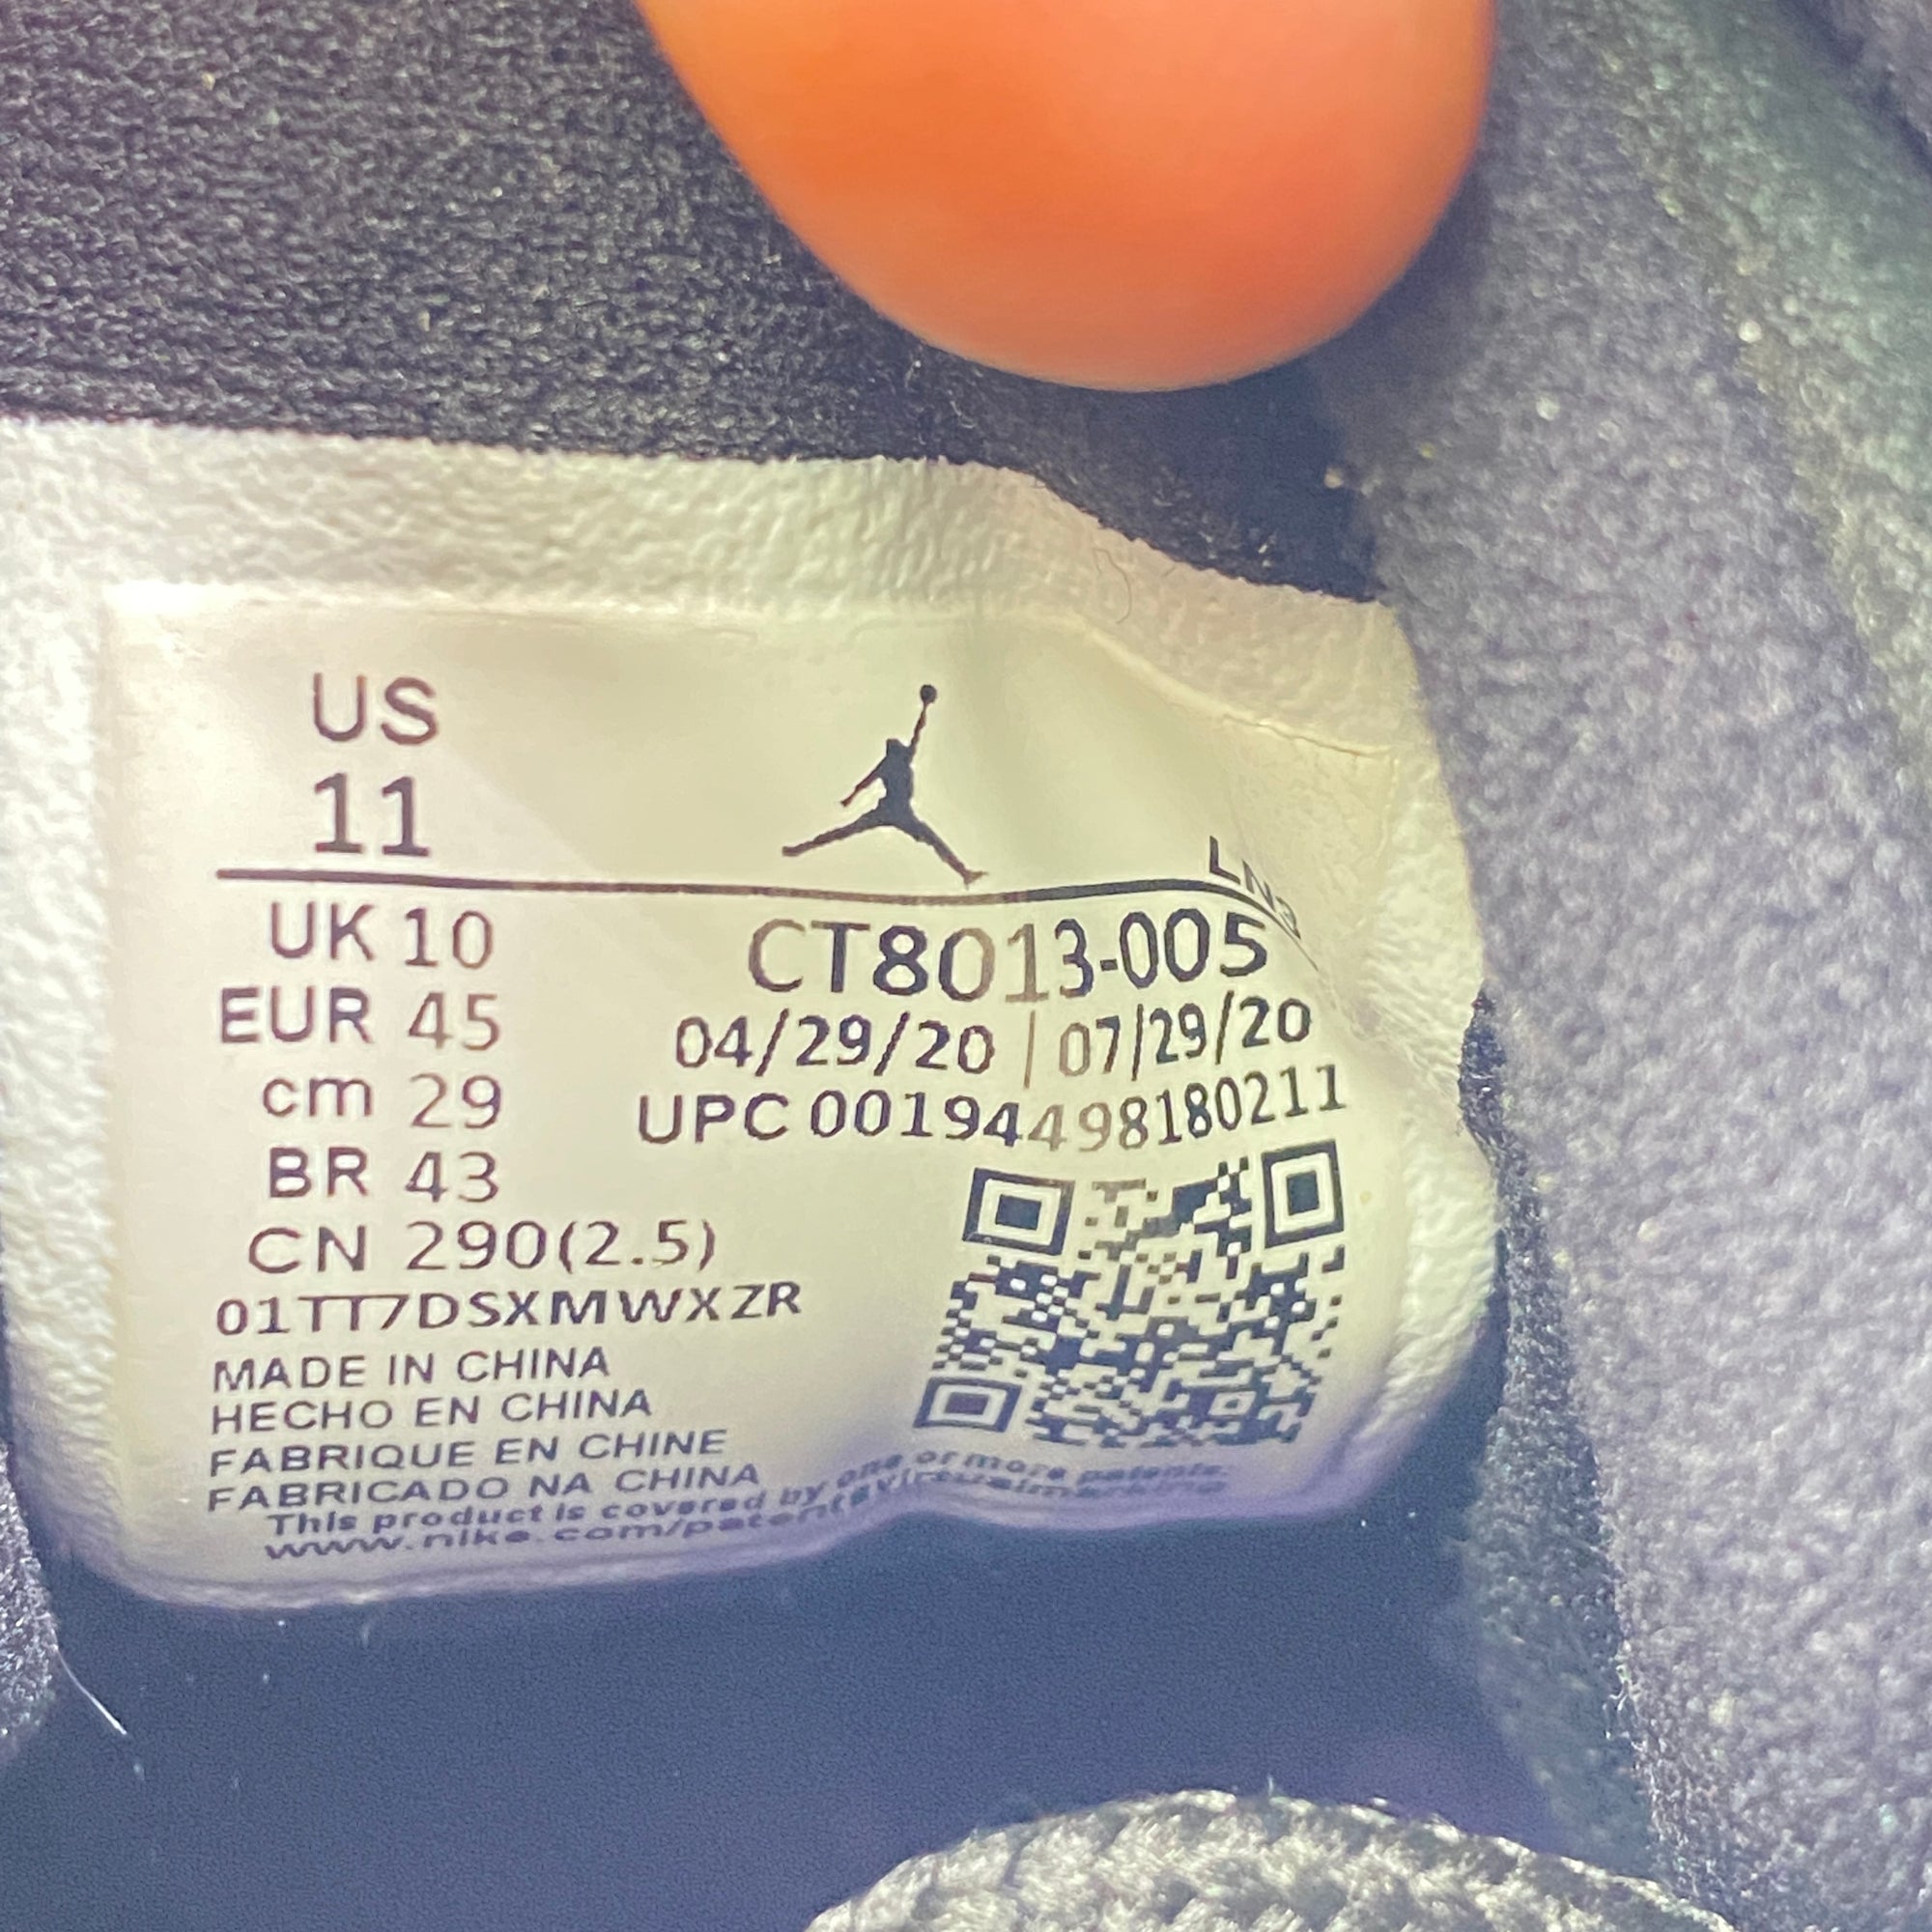 US
11
LN3
UK 10
EUR 45
cm 29
BR 43
CN 290(2.5)
CT8013-005
04/29/20 | 07/29/20
UPC 00194498180211
01TT7DSXMWXZR
MADE IN CHINA
HECHO EN CHINA
FABRIQUE EN CHINE
FABRICADO NA CHINA
This product is covered by one or more patents.
www.nike.com/patentsvirtualmarking